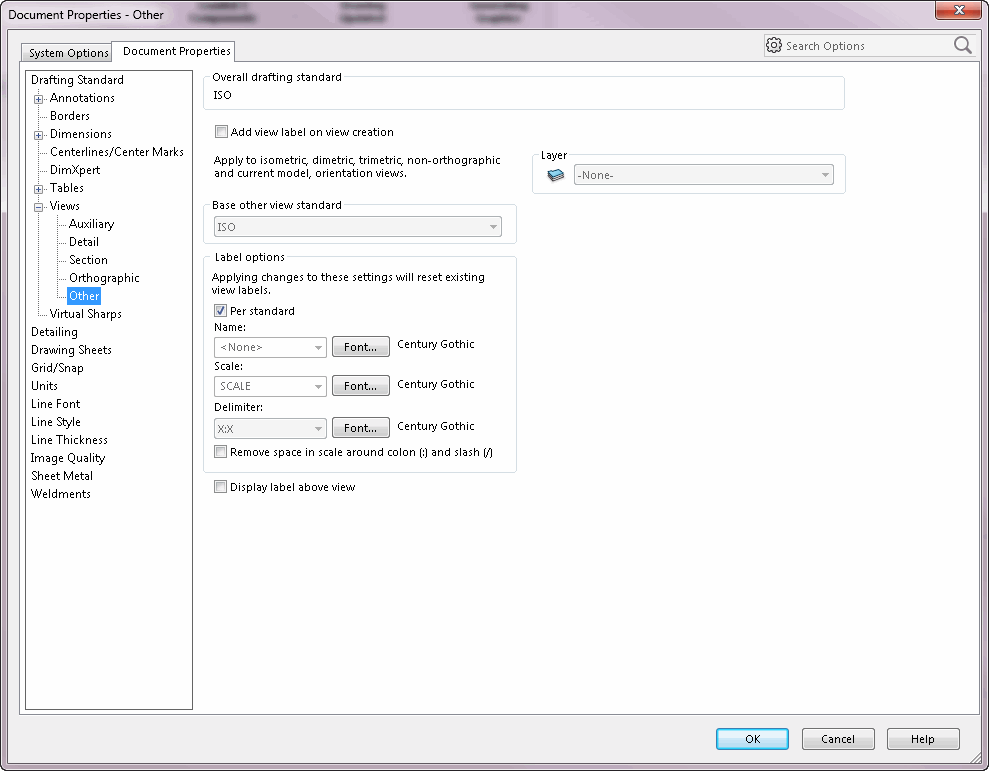 Document Properties - Other
System Options
Document Properties
Search Options
Drafting Standard
Annotations
Borders
Dimensions
Centerlines/Center Marks
DimXpert
Tables
Views
Auxiliary
Detail
Section
Orthographic
Other
Virtual Sharps
Detailing
Drawing Sheets
Grid/Snap
Units
Line Font
Line Style
Line Thickness
Image Quality
Sheet Metal
Weldments
Overall drafting standard
ISO
Add view label on view creation
Apply to isometric, dimetric, trimetric, non-orthographic
and current model, orientation views.
Layer
-None-
Base other view standard
ISO
Label options
Applying changes to these settings will reset existing
view labels.
Per standard
Name:
<None> Font... Century Gothic
Scale:
SCALE Font... Century Gothic
Delimiter:
X:X Font... Century Gothic
Remove space in scale around colon (:) and slash (/)
Display label above view
OK Cancel Help